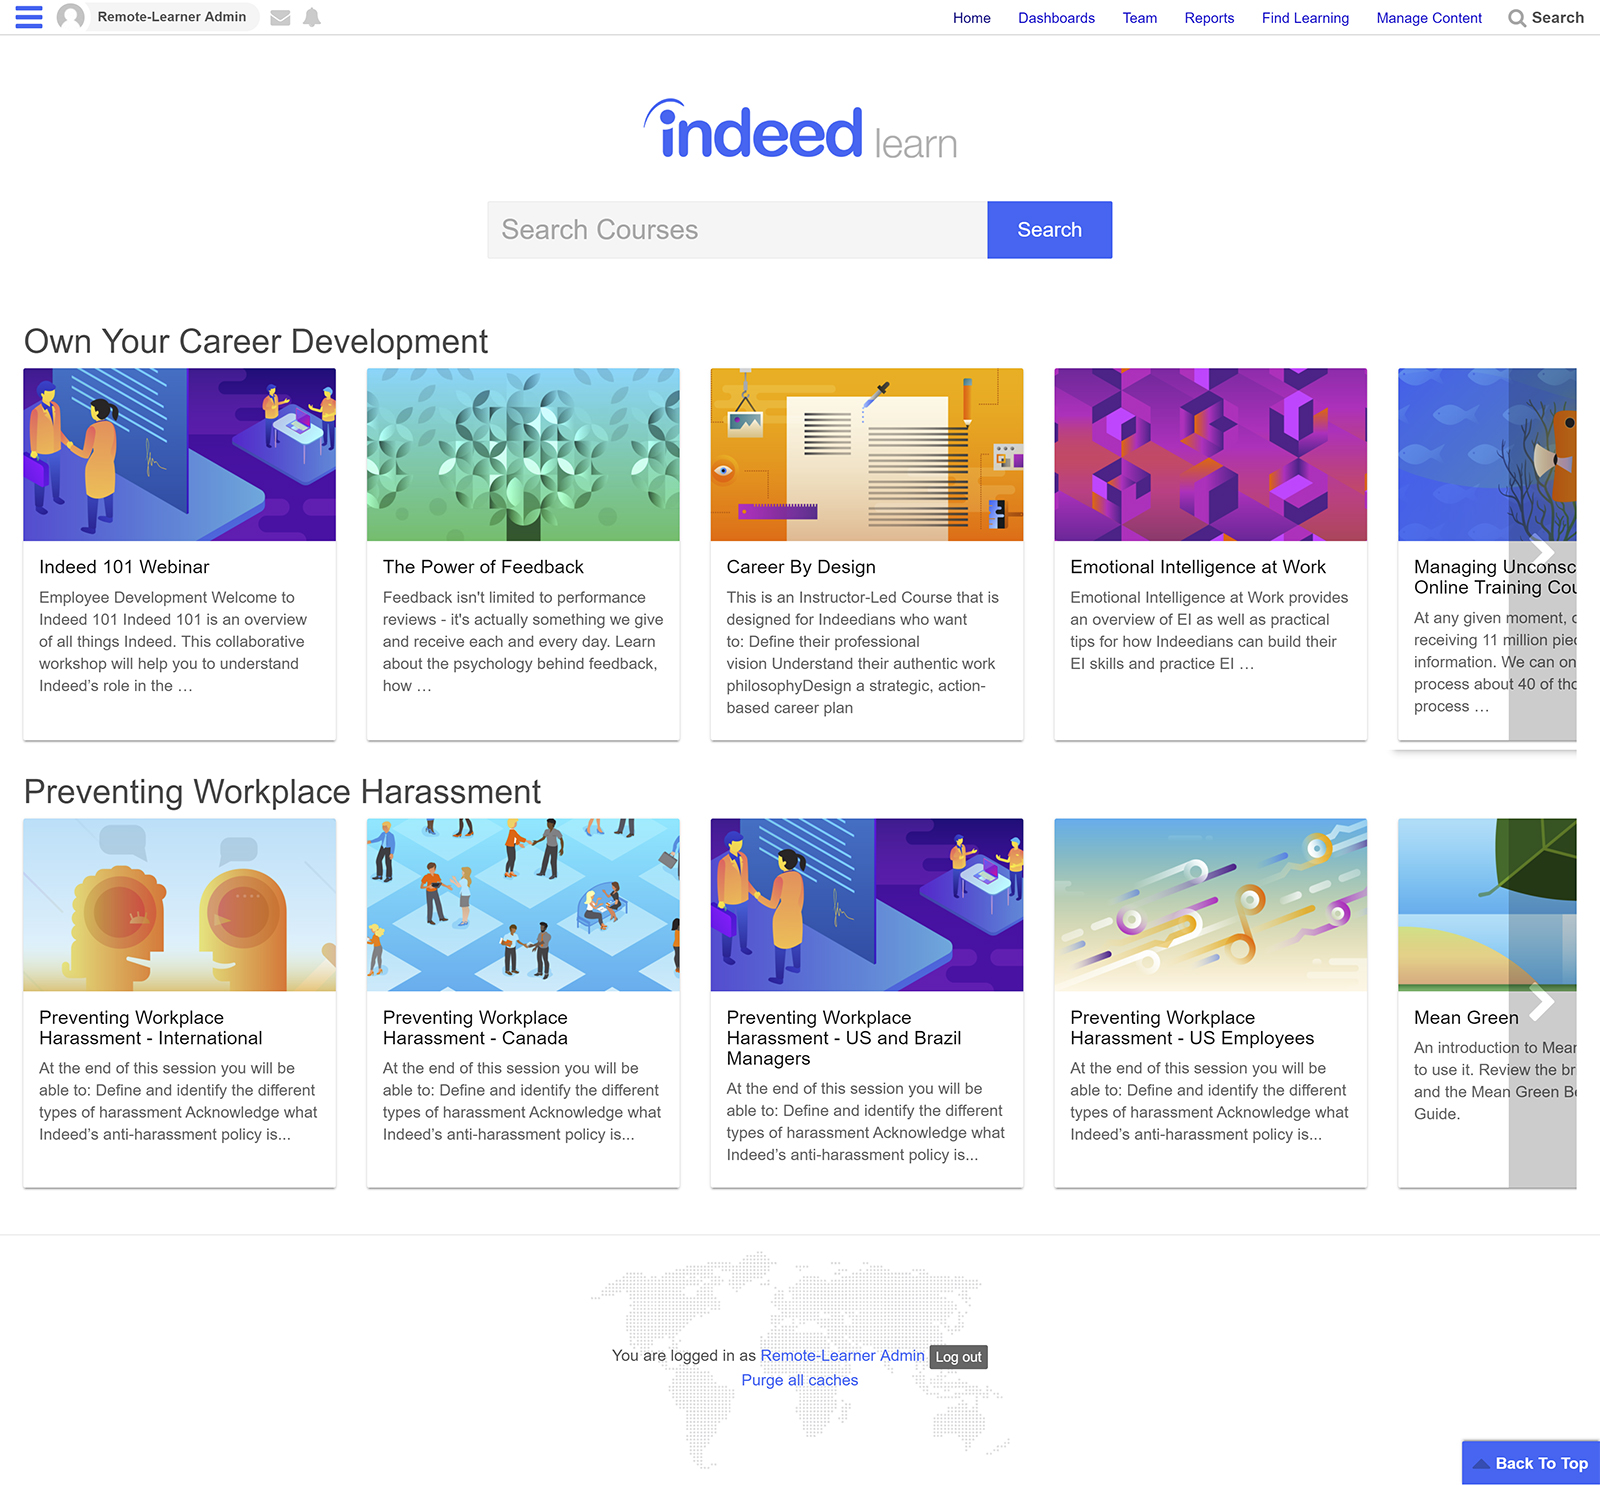 Remote-Learner Admin
Home Dashboards Team Reports Find Learning Manage Content Search
indeed learn
Search Courses Search
Own Your Career Development
Indeed 101 Webinar
Employee Development Welcome to
Indeed 101 Indeed 101 is an overview
of all things Indeed. This collaborative
workshop will help you to understand
Indeed’s role in the …
The Power of Feedback
Feedback isn't limited to performance
reviews - it's actually something we give
and receive each and every day. Learn
about the psychology behind feedback,
how …
Career By Design
This is an Instructor-Led Course that is
designed for Indeedians who want
to: Define their professional
vision Understand their authentic work
philosophyDesign a strategic, action-
based career plan
Emotional Intelligence at Work
Emotional Intelligence at Work provides
an overview of EI as well as practical
tips for how Indeedians can build their
EI skills and practice EI …
Managing Unconsc
Online Training Cou
At any given moment,
receiving 11 million pie
information. We can on
process about 40 of tho
process …
Preventing Workplace Harassment
Preventing Workplace
Harassment - International
At the end of this session you will be
able to: Define and identify the different
types of harassment Acknowledge what
Indeed’s anti-harassment policy is...
Preventing Workplace
Harassment - Canada
At the end of this session you will be
able to: Define and identify the different
types of harassment Acknowledge what
Indeed’s anti-harassment policy is...
Preventing Workplace
Harassment - US and Brazil
Managers
At the end of this session you will be
able to: Define and identify the different
types of harassment Acknowledge what
Indeed’s anti-harassment policy is...
Preventing Workplace
Harassment - US Employees
At the end of this session you will be
able to: Define and identify the different
types of harassment Acknowledge what
Indeed’s anti-harassment policy is...
Mean Green
An introduction to Mear
to use it. Review the br
and the Mean Green Be
Guide.
You are logged in as Remote-Learner Admin Log out
Purge all caches
Back To Top